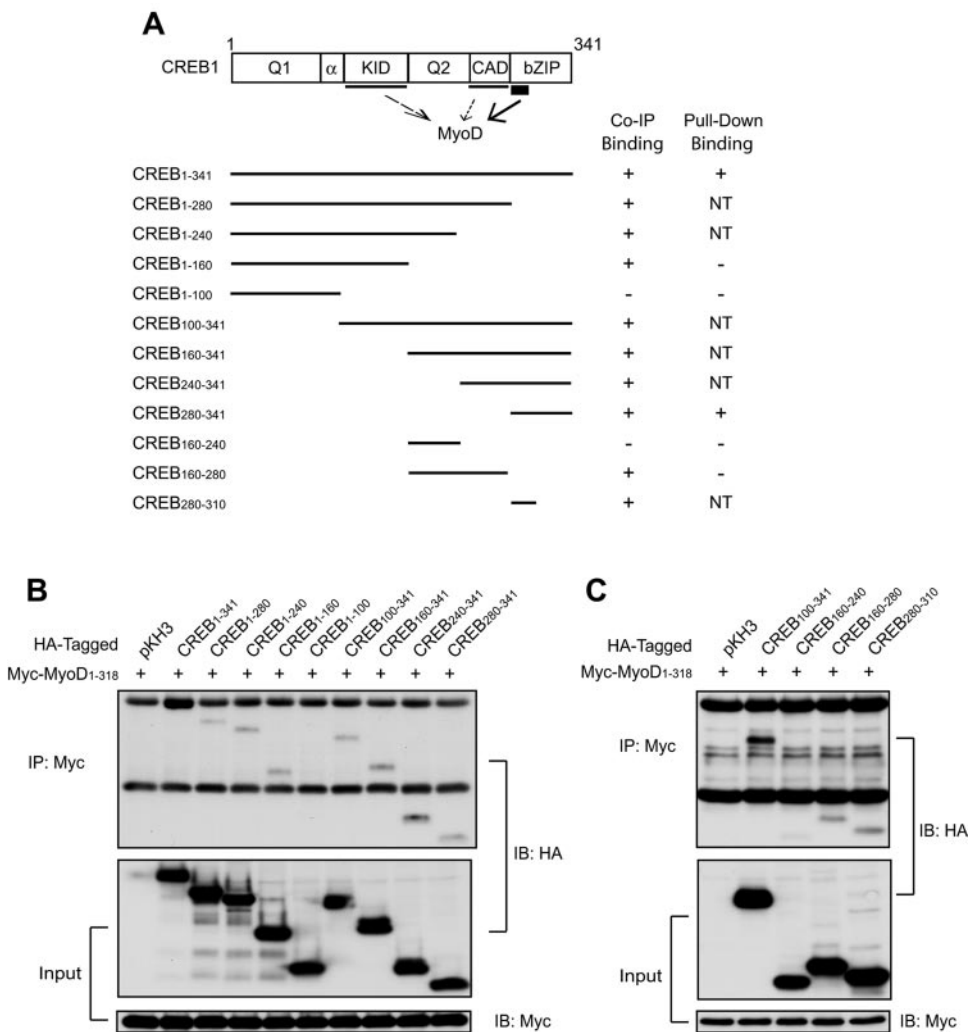 A
1 341
CREB1 Q1 α KID Q2 CAD bZIP
MyoD
Co-IP Binding Pull-Down Binding
CREB1-341 + +
CREB1-280 + NT
CREB1-240 + NT
CREB1-160 + -
CREB1-100 - -
CREB100-341 + NT
CREB160-341 + NT
CREB240-341 + NT
CREB280-341 + +
CREB160-240 - -
CREB160-280 + -
CREB280-310 + NT
B
HA-Tagged pKH3 CREB1-341 CREB1-280 CREB1-240 CREB1-160 CREB1-100 CREB100-341 CREB160-341 CREB240-341 CREB280-341
Myc-MyoD1-318 + + + + + + + + + +
IP: Myc
IB: HA
Input
IB: Myc
C
HA-Tagged pKH3 CREB100-341 CREB160-240 CREB160-280 CREB280-310
Myc-MyoD1-318 + + + + +
IP: Myc
IB: HA
Input
IB: Myc